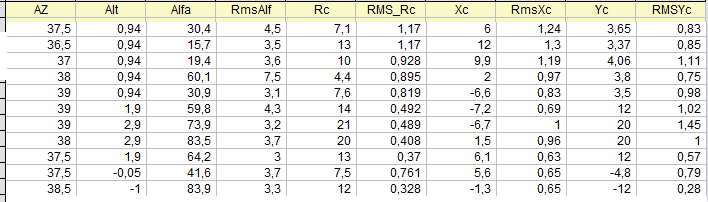 AZ Alt Alfa RmsAlf Rc RMS_Rc Xc RmsXc Yc RMSYc
37,5 0,94 30,4 4,5 7,1 1,17 6 1,24 3,65 0,83
36,5 0,94 15,7 3,5 13 1,17 12 1,3 3,37 0,85
37 0,94 19,4 3,6 10 0,928 9,9 1,19 4,06 1,11
38 0,94 60,1 7,5 4,4 0,895 2 0,97 3,8 0,75
39 0,94 30,9 3,1 7,6 0,819 -6,6 0,83 3,5 0,98
39 1,9 59,8 4,3 14 0,492 -7,2 0,69 12 1,02
39 2,9 73,9 3,2 21 0,489 -6,7 1 20 1,45
38 2,9 83,5 3,7 20 0,408 1,5 0,96 20 1
37,5 1,9 64,2 3 13 0,37 6,1 0,63 12 0,57
37,5 -0,05 41,6 3,7 7,5 0,761 5,6 0,65 -4,8 0,79
38,5 -1 83,9 3,3 12 0,328 -1,3 0,65 -12 0,28